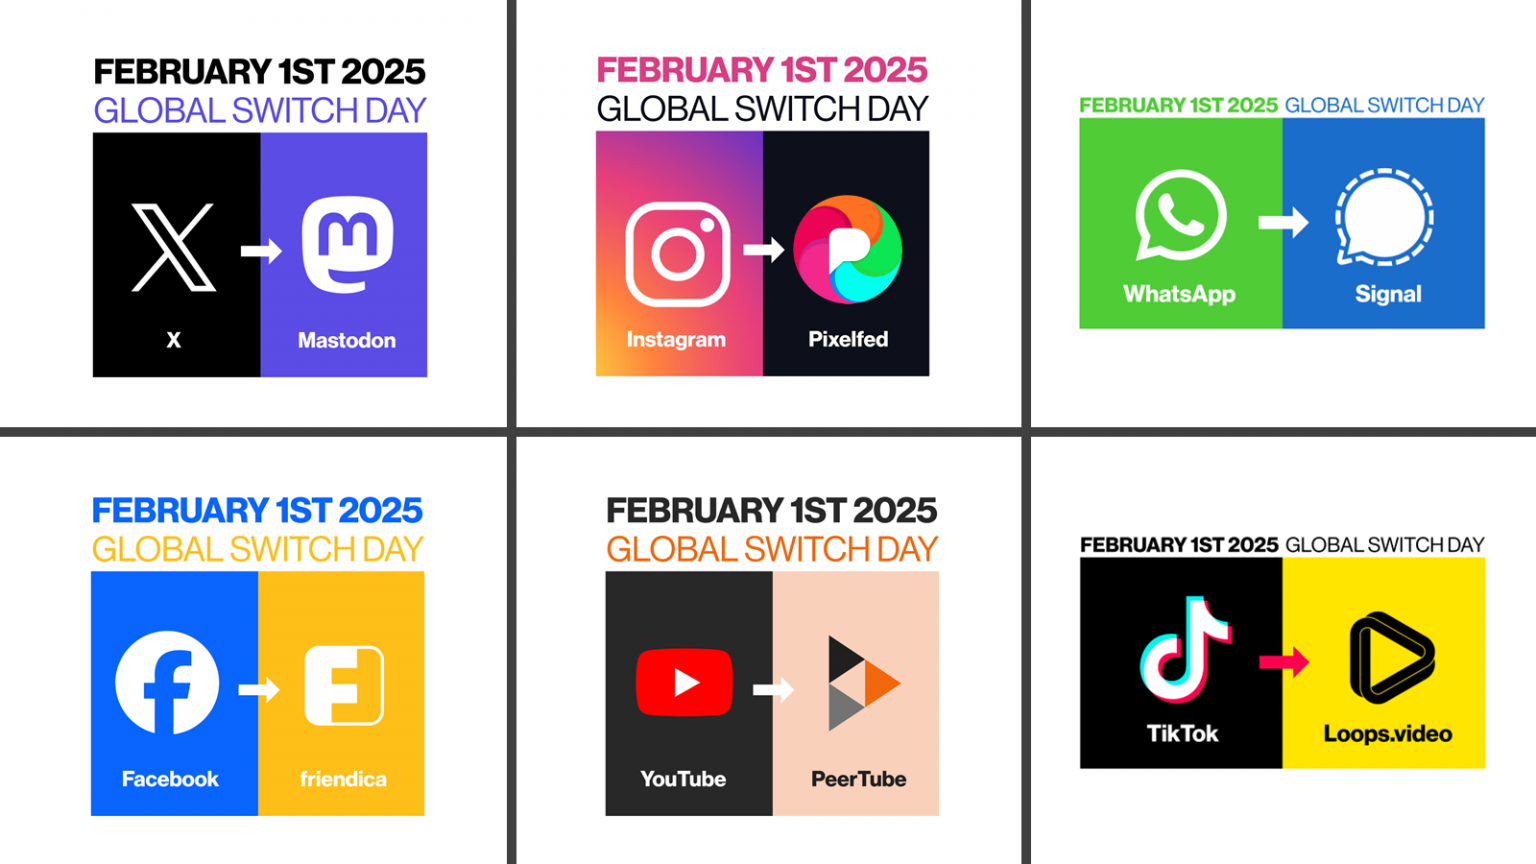 FEBRUARY 1ST 2025
GLOBAL SWITCH DAY
X
Mastodon
FEBRUARY 1ST 2025
GLOBAL SWITCH DAY
Instagram
Pixelfed
FEBRUARY 1ST 2025 GLOBAL SWITCH DAY
WhatsApp
Signal
FEBRUARY 1ST 2025
GLOBAL SWITCH DAY
Facebook
friendica
FEBRUARY 1ST 2025
GLOBAL SWITCH DAY
YouTube
PeerTube
FEBRUARY 1ST 2025 GLOBAL SWITCH DAY
TikTok
Loops.video